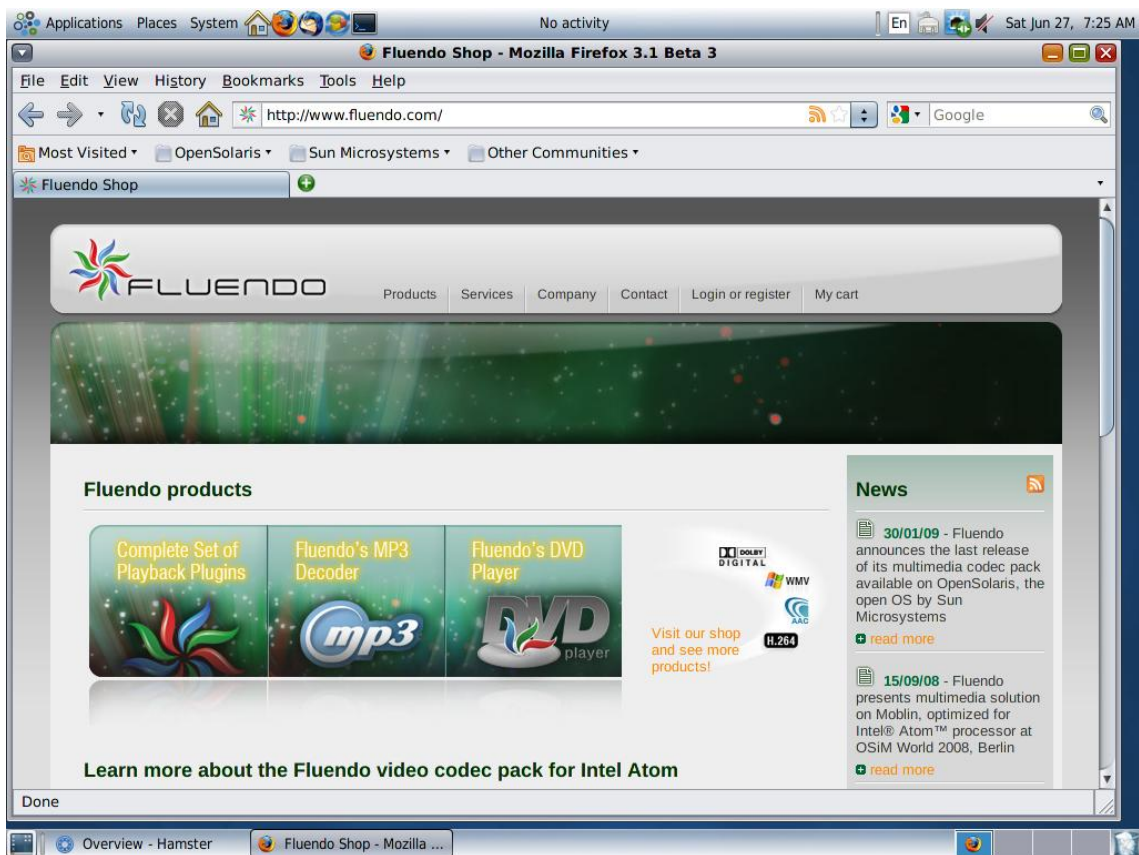 Applications Places System No activity En Sat Jun 27, 7:25 AM
Fluendo Shop - Mozilla Firefox 3.1 Beta 3
File Edit View History Bookmarks Tools Help
http://www.fluendo.com/ Google
Most Visited OpenSolaris Sun Microsystems Other Communities
Fluendo Shop
FLUENDO
Products Services Company Contact Login or register My cart
Fluendo products
Complete Set of
Playback Plugins
Fluendo's MP3
Decoder
mp3
Fluendo's DVD
Player
DVD
player
DOLBY
DIGITAL
WMV
AAC
H.264
Visit our shop
and see more
products!
Learn more about the Fluendo video codec pack for Intel Atom
News
30/01/09 - Fluendo
announces the last release
of its multimedia codec pack
available on OpenSolaris, the
open OS by Sun
Microsystems
read more
15/09/08 - Fluendo
presents multimedia solution
on Moblin, optimized for
Intel® Atom™ processor at
OSiM World 2008, Berlin
read more
Done
Overview - Hamster Fluendo Shop - Mozilla ...